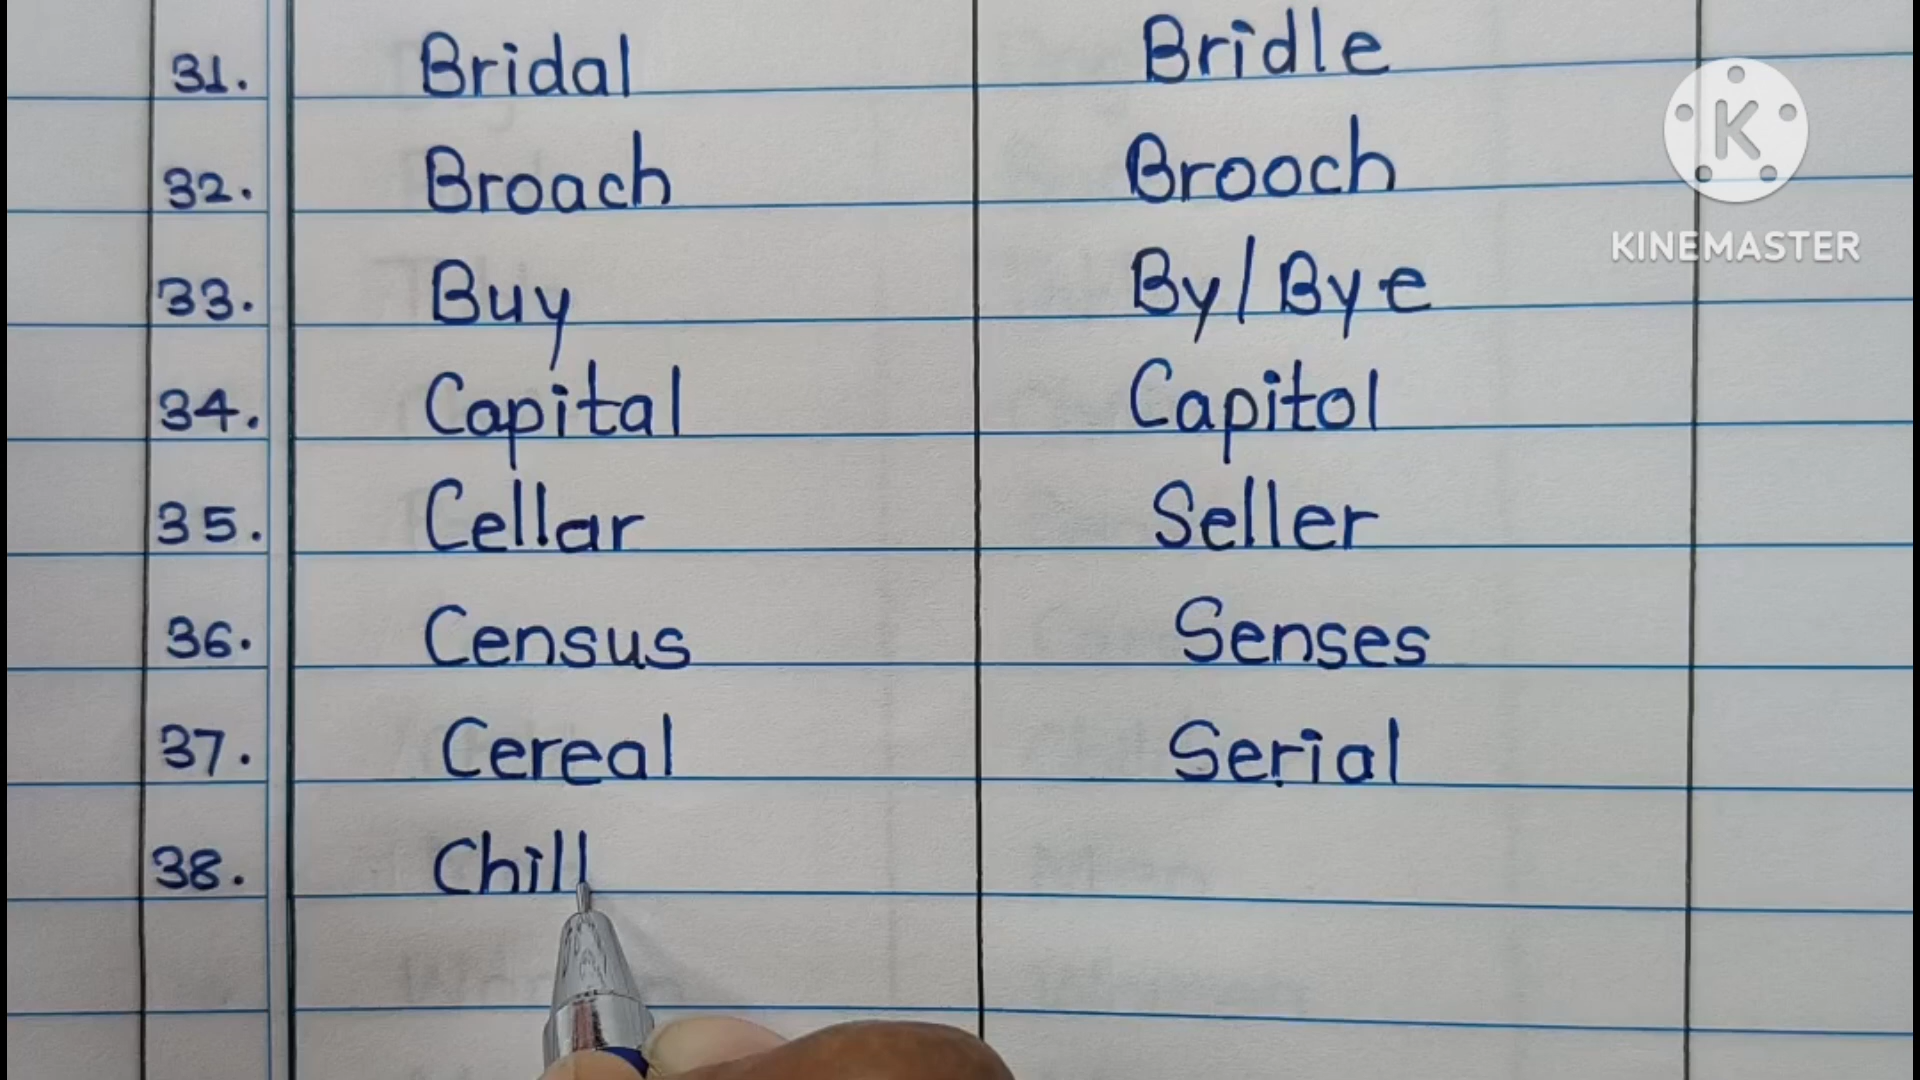 31. Bridal Bridle
32. Broach Brooch
33. Buy By/Bye
34. Capital Capitol
35. Cellar Seller
36. Census Senses
37. Cereal Serial
38. Chill
K
KINEMASTER